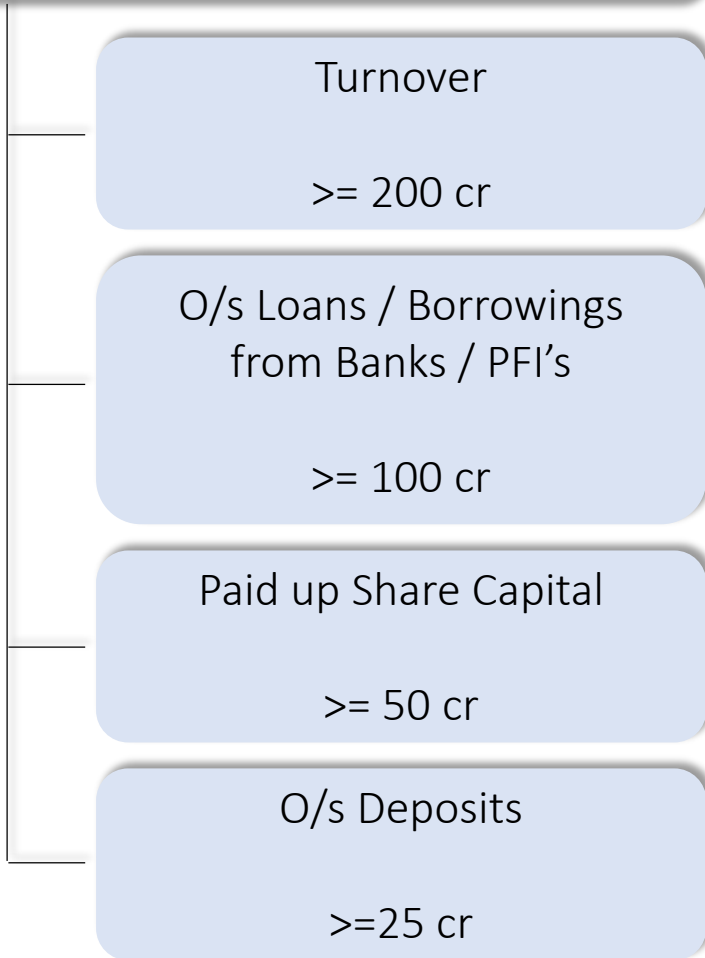 Turnover
>= 200 cr
O/s Loans / Borrowings
from Banks / PFI’s
>= 100 cr
Paid up Share Capital
>= 50 cr
O/s Deposits
>=25 cr